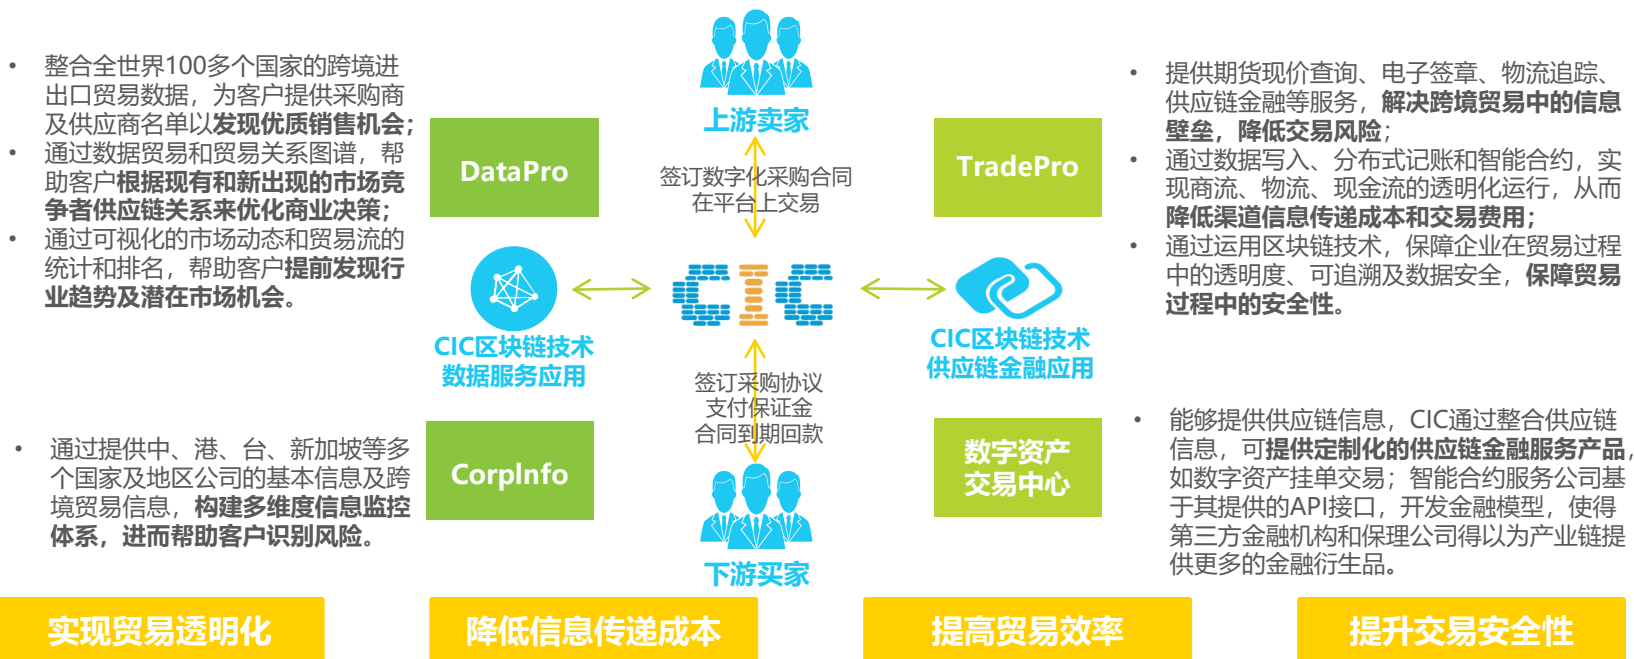 • 整合全世界100多个国家的跨境进
出口贸易数据，为客户提供采购商
及供应商名单以发现优质销售机会；
• 通过数据贸易和贸易关系图谱，帮
助客户根据现有和新出现的市场竞
争者供应链关系来优化商业决策；
• 通过可视化的市场动态和贸易流的
统计和排名，帮助客户提前发现行
业趋势及潜在市场机会。
DataPro
CIC区块链技术
数据服务应用
• 通过提供中、港、台、新加坡等多
个国家及地区公司的基本信息及跨
境贸易信息，构建多维度信息监控
体系，进而帮助客户识别风险。
CorpInfo
上游卖家
签订数字化采购合同
在平台上交易
CIC
签订采购协议
支付保证金
合同到期回款
下游买家
TradePro
CIC区块链技术
供应链金融应用
数字资产
交易中心
• 提供期货现价查询、电子签章、物流追踪、
供应链金融等服务，解决跨境贸易中的信息
壁垒，降低交易风险；
• 通过数据写入、分布式记账和智能合约，实
现商流、物流、现金流的透明化运行，从而
降低渠道信息传递成本和交易费用；
• 通过运用区块链技术，保障企业在贸易过程
中的透明度、可追溯及数据安全，保障贸易
过程中的安全性。
• 能够提供供应链信息，CIC通过整合供应链
信息，可提供定制化的供应链金融服务产品，
如数字资产挂单交易；智能合约服务公司基
于其提供的API接口，开发金融模型，使得
第三方金融机构和保理公司得以为产业链提
供更多的金融衍生品。
实现贸易透明化
降低信息传递成本
提高贸易效率
提升交易安全性